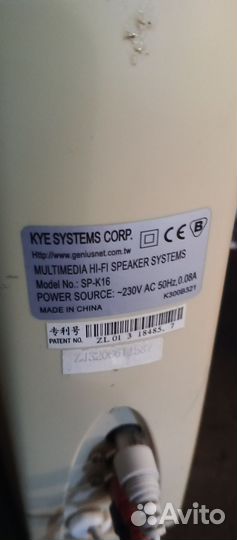 KYE SYSTEMS CORP.
CE
B
Http://www.geniusnet.com.tw
MULTIMEDIA HI-FI SPEAKER SYSTEMS
Model No.: SP-K16
POWER SOURCE: ~230V AC 50Hz, 0.08A
K300B321
MADE IN CHINA
专利号
PATENT NO.
ZL 01 3 18485. 7
Avito